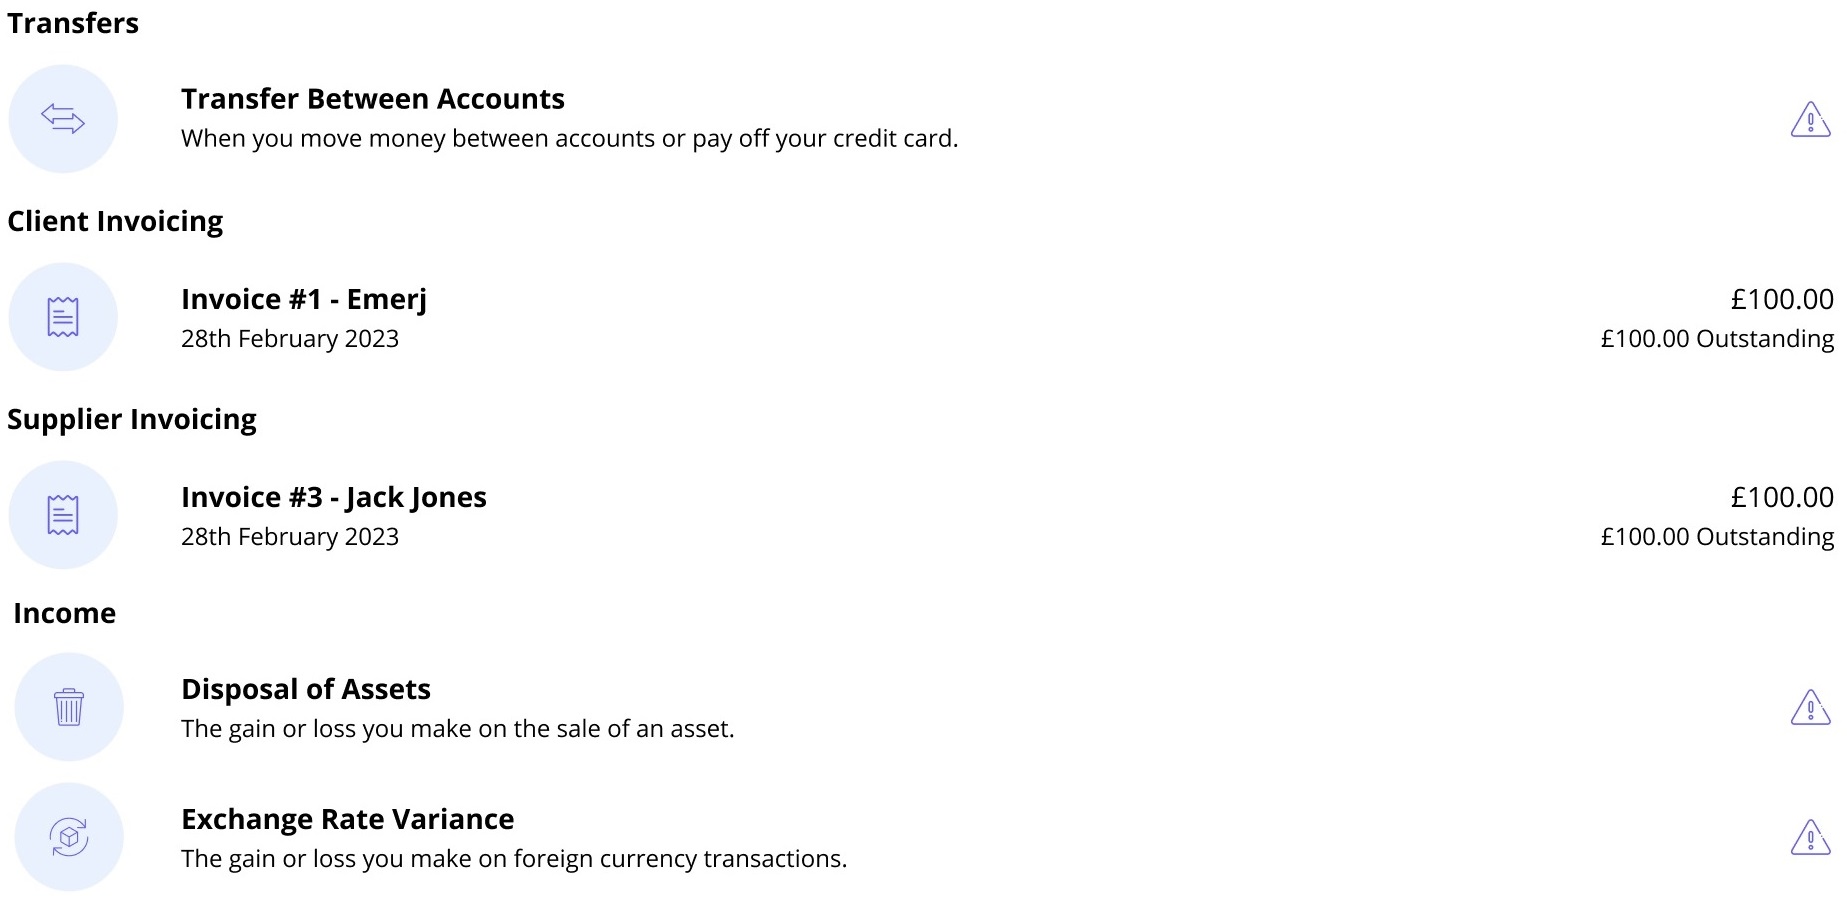 Transfers
Transfer Between Accounts
When you move money between accounts or pay off your credit card.
Client Invoicing
Invoice #1 - Emerj
£100.00
28th February 2023
£100.00 Outstanding
Supplier Invoicing
Invoice #3 - Jack Jones
£100.00
28th February 2023
£100.00 Outstanding
Income
Disposal of Assets
The gain or loss you make on the sale of an asset.
Exchange Rate Variance
The gain or loss you make on foreign currency transactions.